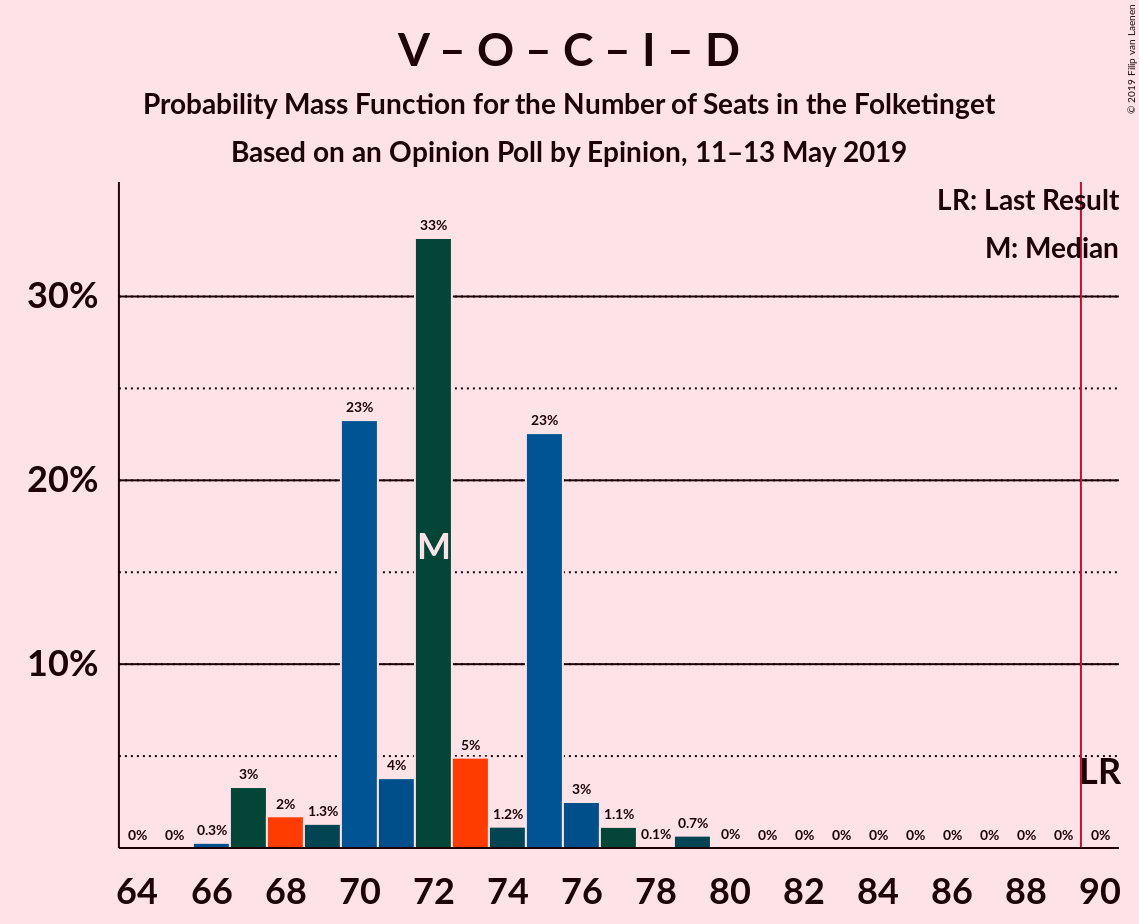 V – O – C – I – D
Probability Mass Function for the Number of Seats in the Folketinget
Based on an Opinion Poll by Epinion, 11–13 May 2019
© 2019 Filip van Laenen
LR: Last Result
M: Median
30%
20%
10%
0% 0% 0.3% 3% 2% 1.3% 23% 4% 33% 5% 1.2% 23% 3% 1.1% 0.1% 0.7% 0% 0% 0% 0% 0% 0% 0% 0% 0% 0% 0%
M
LR
64 66 68 70 72 74 76 78 80 82 84 86 88 90